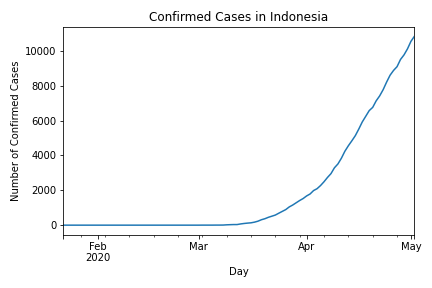 Confirmed Cases in Indonesia
Number of Confirmed Cases
10000
8000
6000
4000
2000
0
Feb Mar Apr May
2020
Day